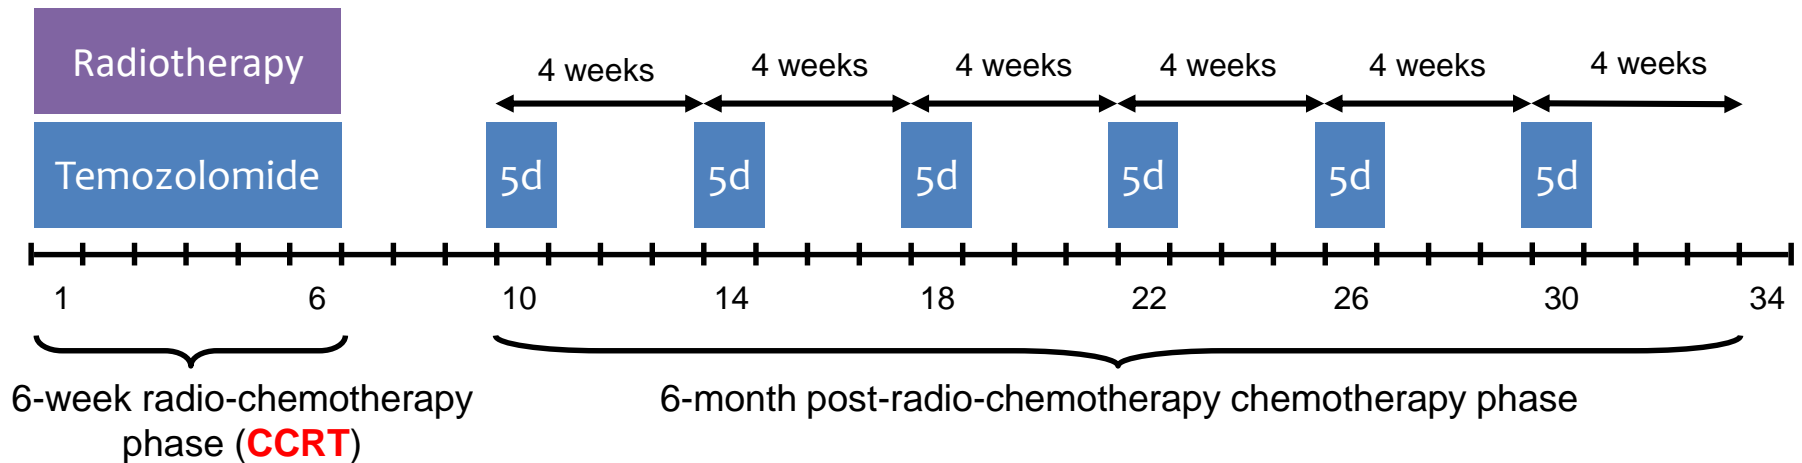 Radiotherapy
4 weeks 4 weeks 4 weeks 4 weeks 4 weeks 4 weeks
Temozolomide 5d 5d 5d 5d 5d 5d
1 6 10 14 18 22 26 30 34
6-week radio-chemotherapy
phase (CCRT)
6-month post-radio-chemotherapy chemotherapy phase